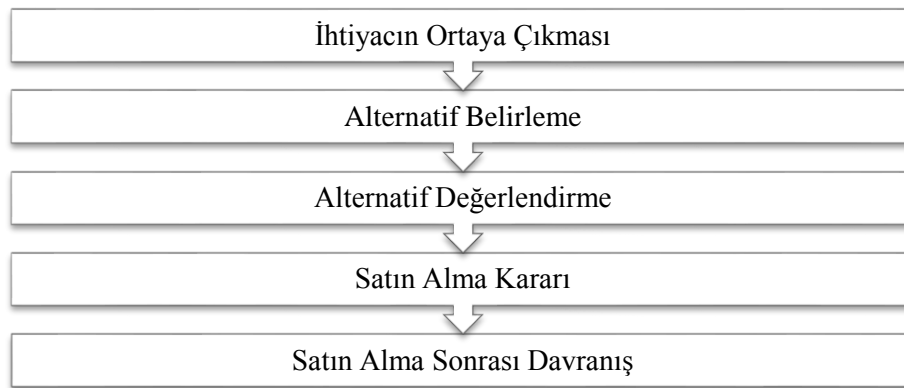 İhtiyacın Ortaya Çıkması
Alternatif Belirleme
Alternatif Değerlendirme
Satın Alma Kararı
Satın Alma Sonrası Davranış